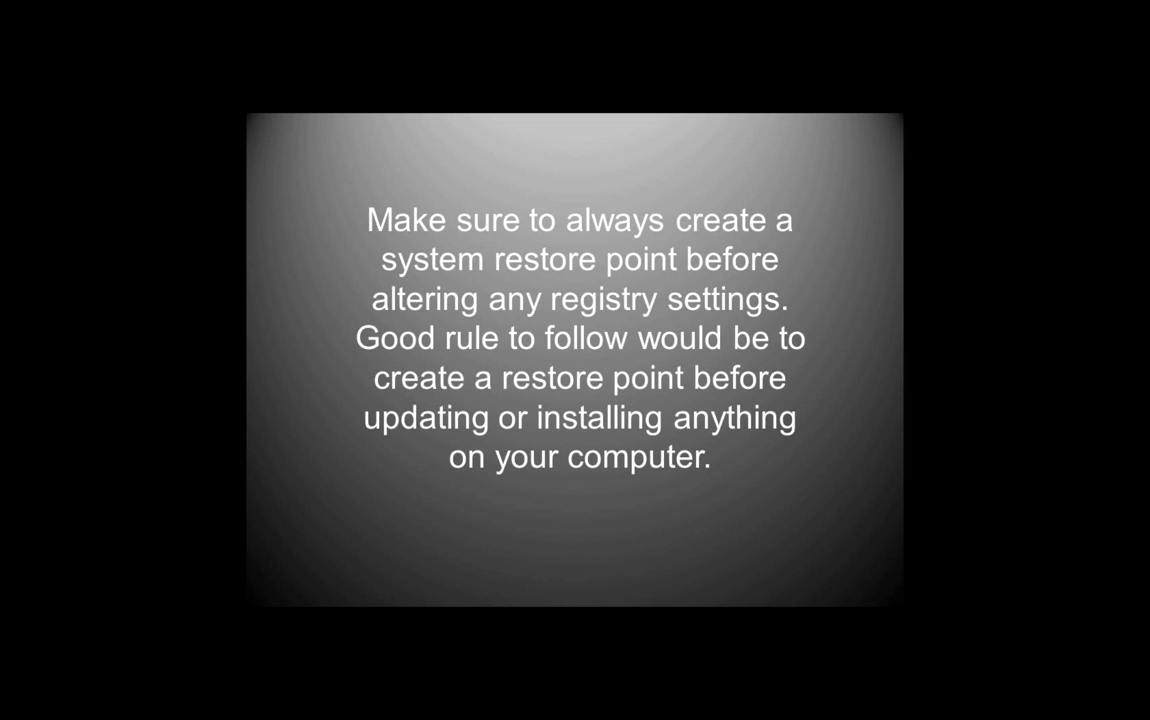 Make sure to always create a
system restore point before
altering any registry settings.
Good rule to follow would be to
create a restore point before
updating or installing anything
on your computer.